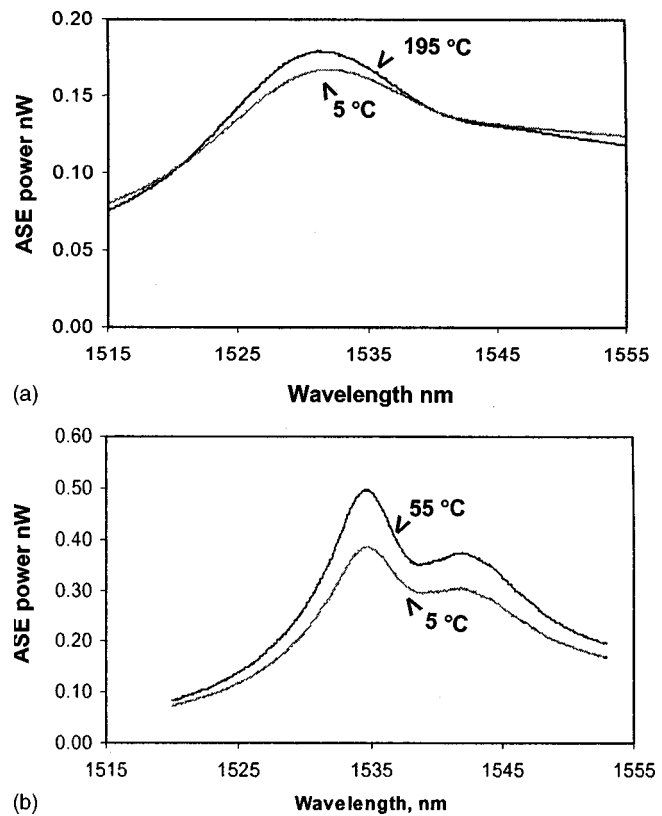 0.20
195 °C
0.15
5 °C
0.10
0.05
0.00
1515 1525 1535 1545 1555
ASE power nW
Wavelength nm
(a)
0.60
0.50
55 °C
0.40
0.30
5 °C
0.20
0.10
0.00
1515 1525 1535 1545 1555
ASE power nW
Wavelength, nm
(b)